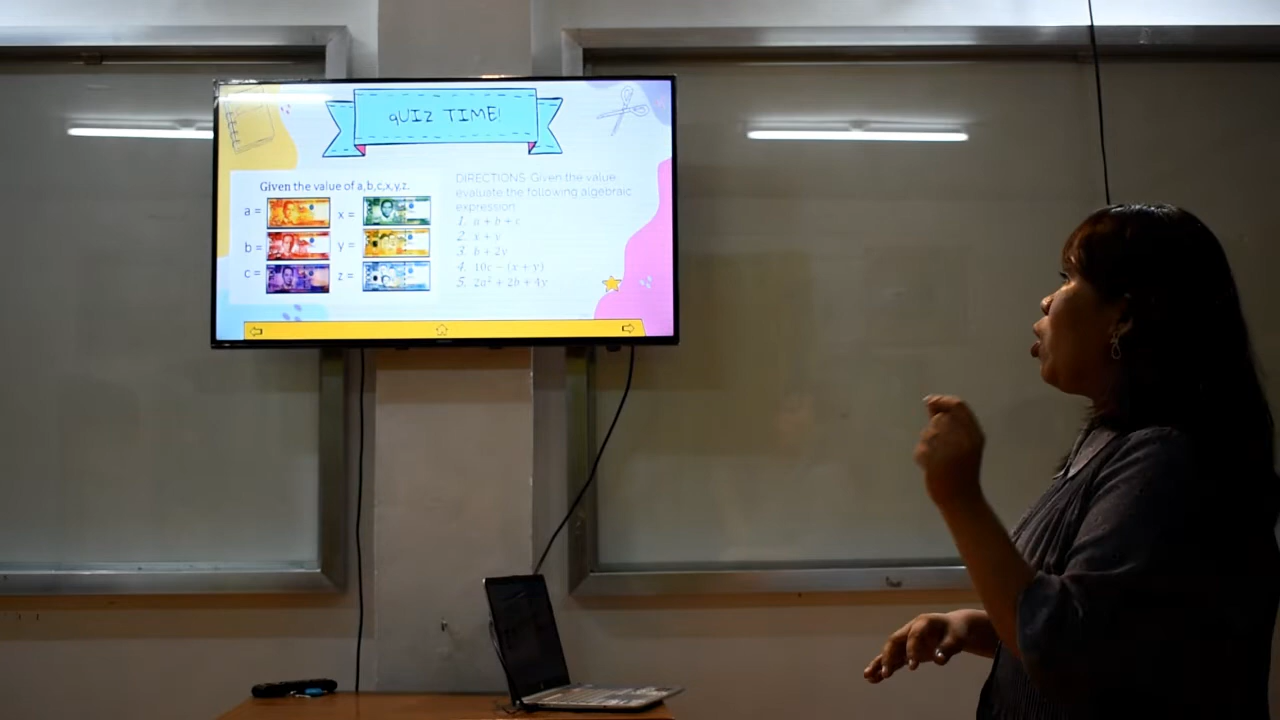 qUIZ TIME!
Given the value of a,b,c,x,y,z.
a =
x =
b =
y =
c =
z =
DIRECTIONS: Given the value
evaluate the following algebraic
expression
1. a + b + c
2. x + y
3. b + 2y
4. 10c − (x + y)
5. 2a² + 2b + 4y